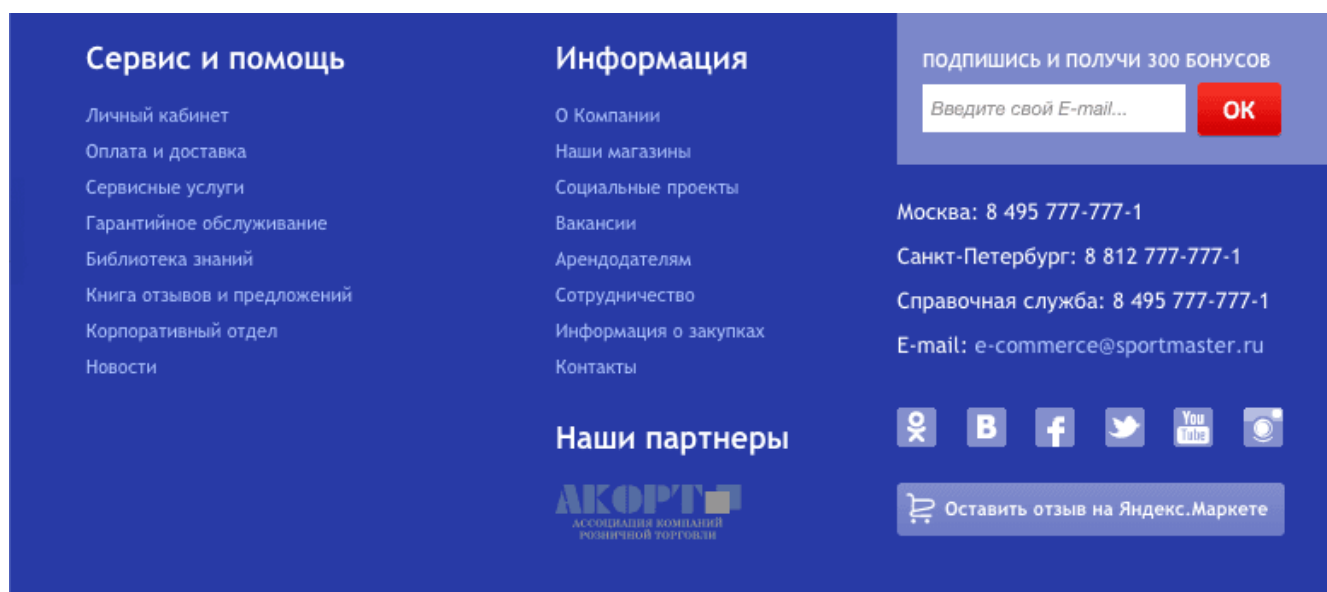 Сервис и помощь
Личный кабинет
Оплата и доставка
Сервисные услуги
Гарантийное обслуживание
Библиотека знаний
Книга отзывов и предложений
Корпоративный отдел
Новости
Информация
О Компании
Наши магазины
Социальные проекты
Вакансии
Арендодателям
Сотрудничество
Информация о закупках
Контакты
Наши партнеры
АКОРТ
АССОЦИАЦИЯ КОМПАНИЙ
РОЗНИЧНОЙ ТОРГОВЛИ
ПОДПИШИСЬ И ПОЛУЧИ 300 БОНУСОВ
Введите свой E-mail...
ОК
Москва: 8 495 777-777-1
Санкт-Петербург: 8 812 777-777-1
Справочная служба: 8 495 777-777-1
E-mail: e-commerce@sportmaster.ru
В f You Tube
Оставить отзыв на Яндекс.Маркете